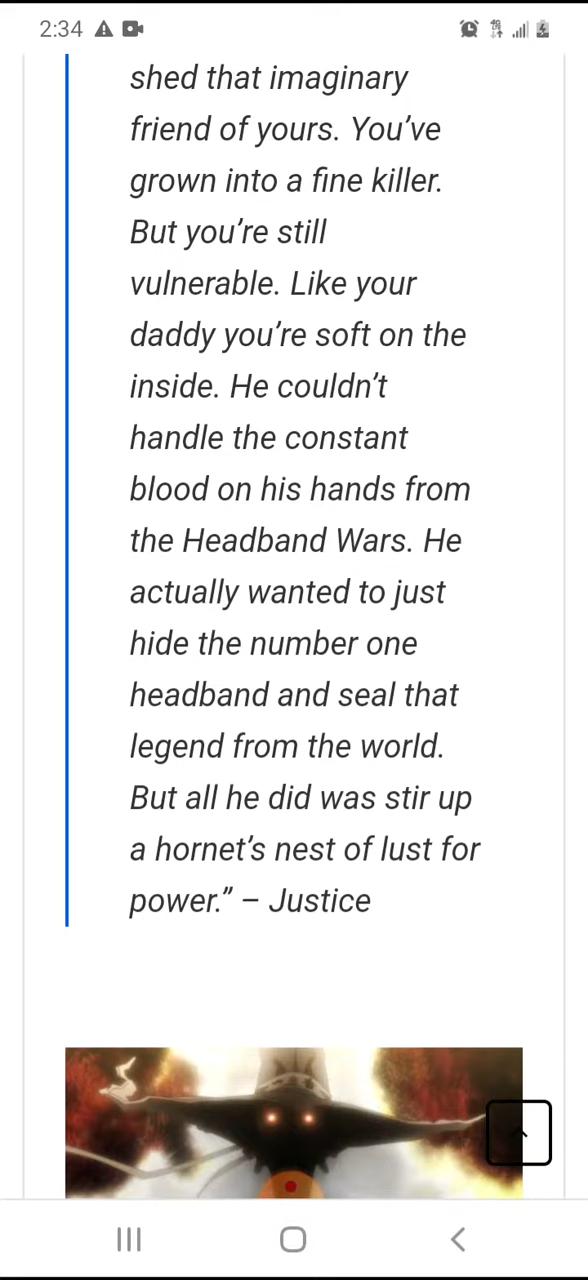 2:34
shed that imaginary
friend of yours. You’ve
grown into a fine killer.
But you’re still
vulnerable. Like your
daddy you’re soft on the
inside. He couldn’t
handle the constant
blood on his hands from
the Headband Wars. He
actually wanted to just
hide the number one
headband and seal that
legend from the world.
But all he did was stir up
a hornet’s nest of lust for
power.” – Justice